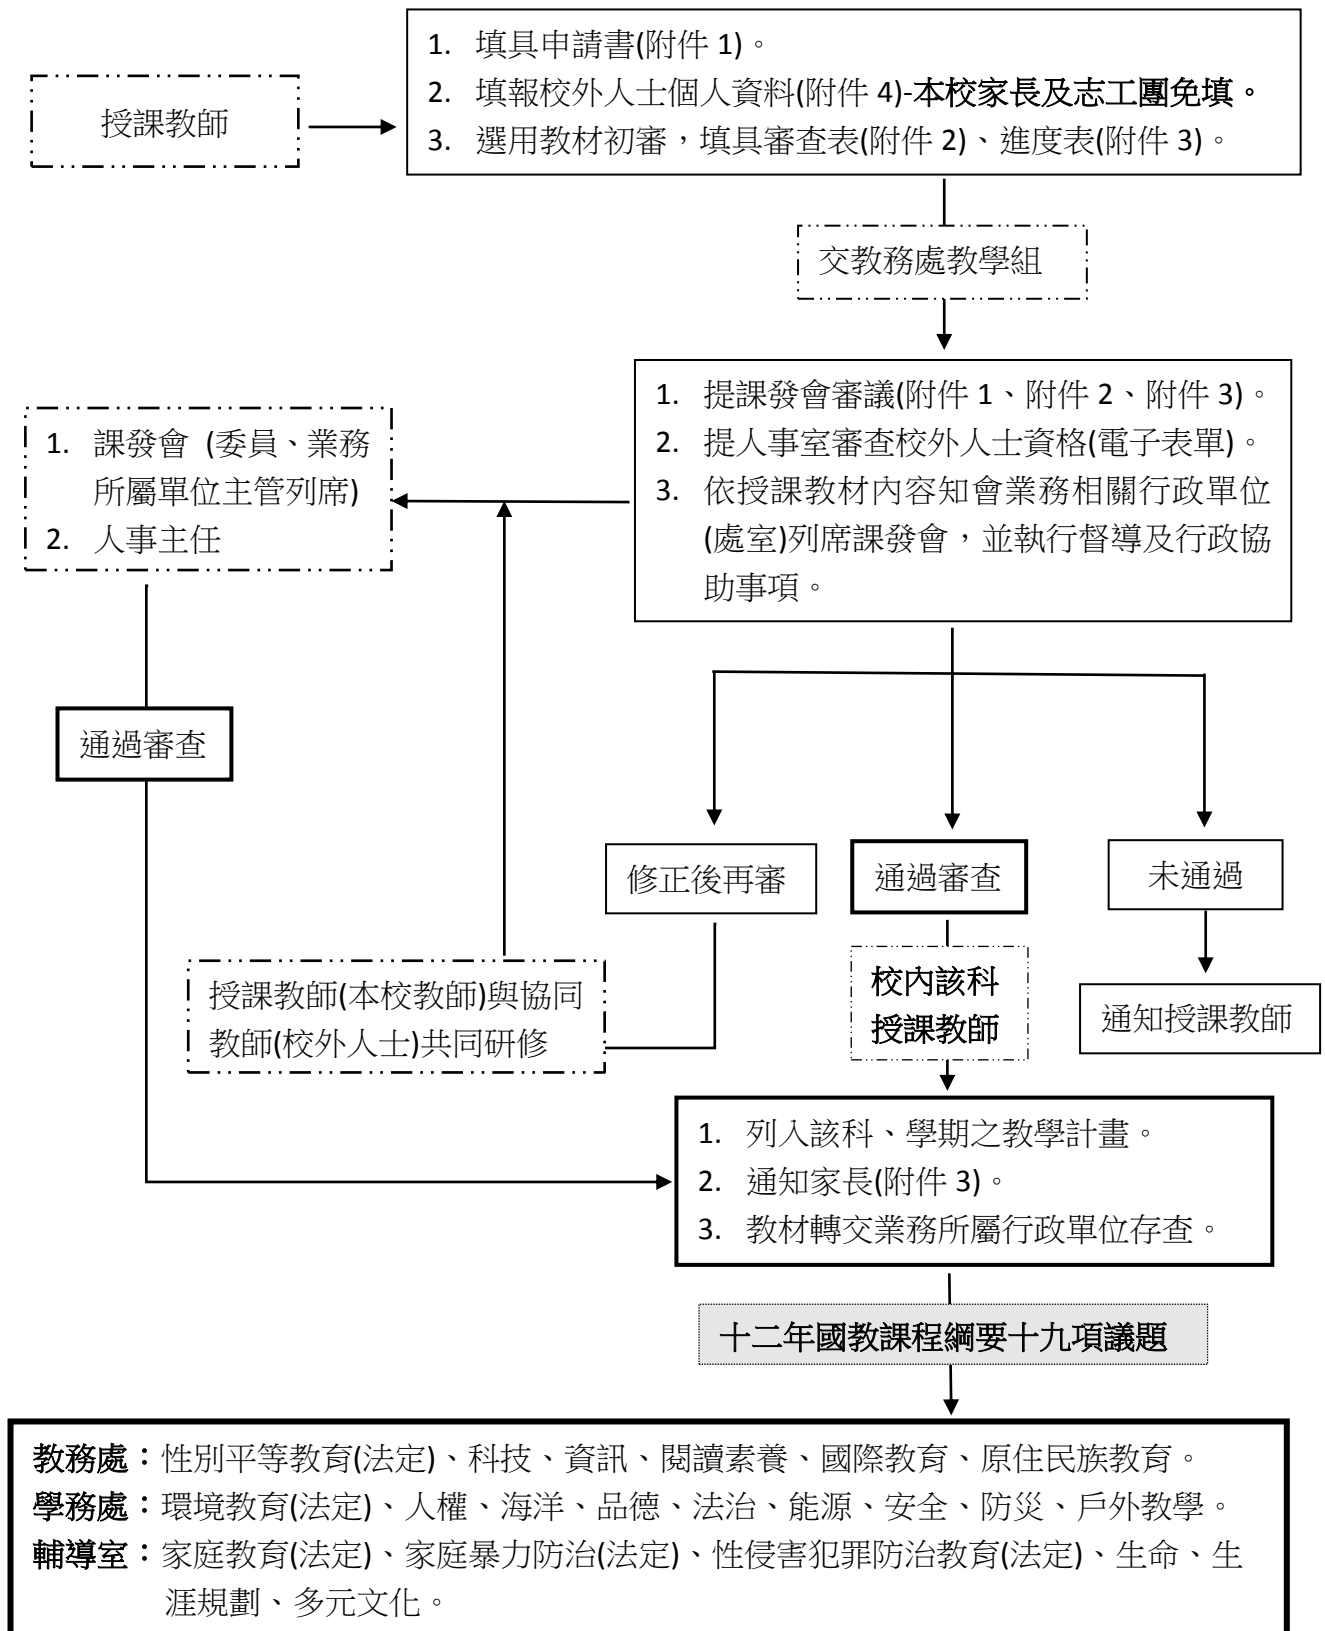 授課教師
1. 填具申請書(附件 1)。
2. 填報校外人士個人資料(附件 4)-本校家長及志工團免填。
3. 選用教材初審，填具審查表(附件 2)、進度表(附件 3)。
交教務處教學組
1. 提課發會審議(附件 1、附件 2、附件 3)。
2. 提人事室審查校外人士資格(電子表單)。
3. 依授課教材內容知會業務相關行政單位
(處室)列席課發會，並執行督導及行政協
助事項。
1. 課發會 (委員、業務
所屬單位主管列席)
2. 人事主任
通過審查
修正後再審
通過審查
未通過
授課教師(本校教師)與協同
教師(校外人士)共同研修
校內該科
授課教師
通知授課教師
1. 列入該科、學期之教學計畫。
2. 通知家長(附件 3)。
3. 教材轉交業務所屬行政單位存查。
十二年國教課程綱要十九項議題
教務處：性別平等教育(法定)、科技、資訊、閱讀素養、國際教育、原住民族教育。
學務處：環境教育(法定)、人權、海洋、品德、法治、能源、安全、防災、戶外教學。
輔導室：家庭教育(法定)、家庭暴力防治(法定)、性侵害犯罪防治教育(法定)、生命、生
涯規劃、多元文化。